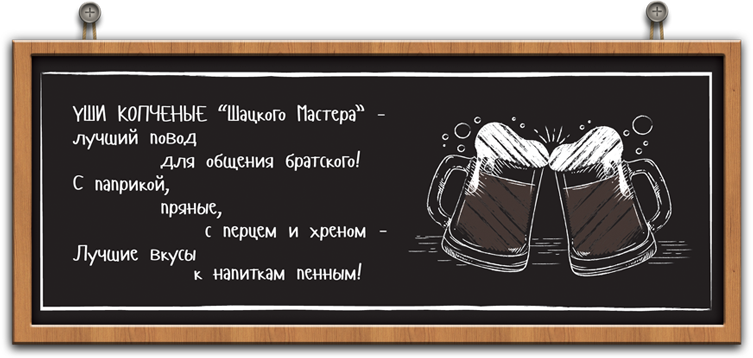 УШИ КОПЧЕНЫЕ “Шацкого Мастера” -
лучший повод
для общения братского!
С паприкой,
пряные,
с перцем и хреном -
Лучшие вкусы
к напиткам пенным!